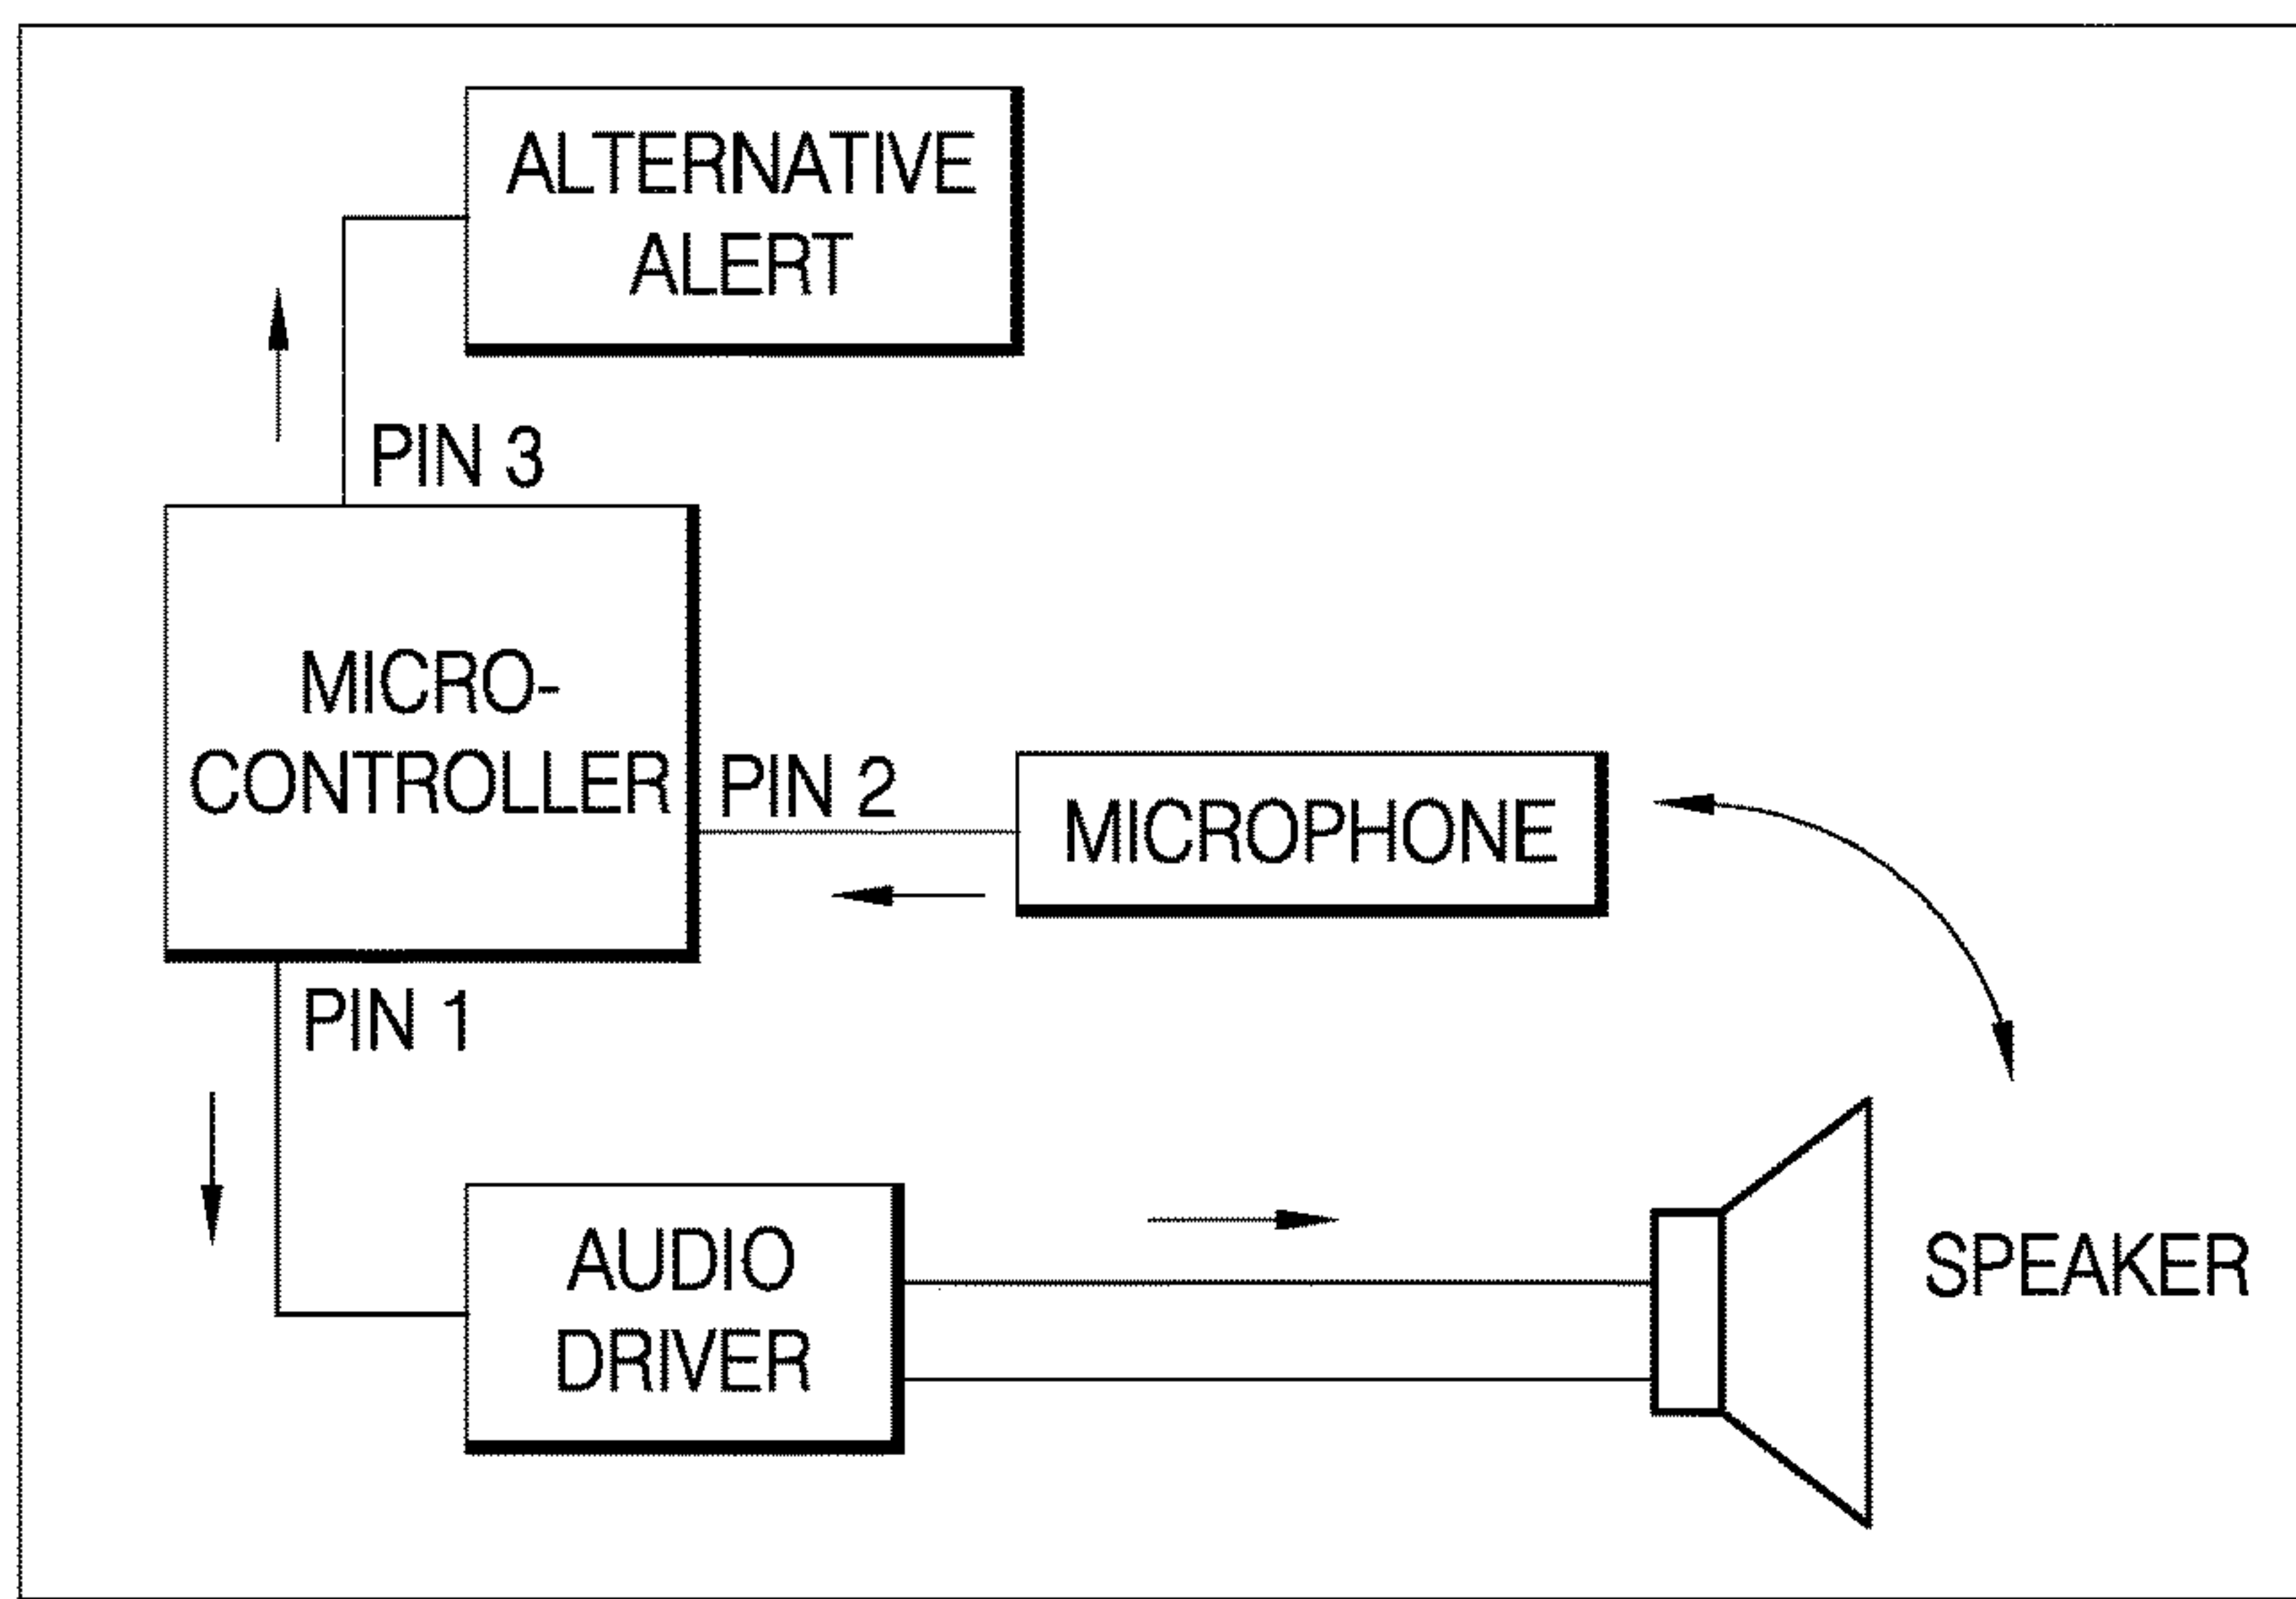 ALTERNATIVE
ALERT
PIN 3
MICRO-
CONTROLLER
PIN 2
MICROPHONE
PIN 1
AUDIO
DRIVER
SPEAKER